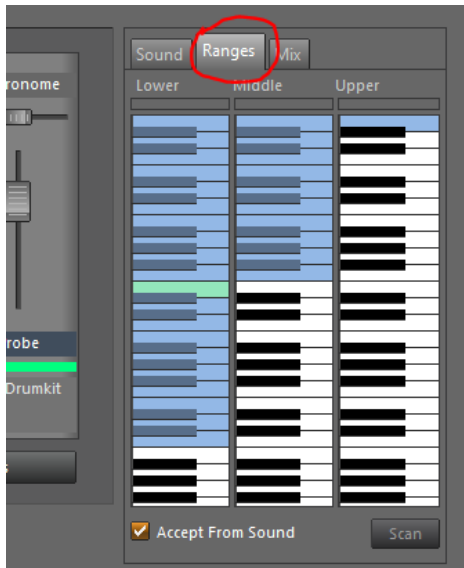 Sound Ranges Mix
ronome
Lower Middle Upper
robe
Drumkit
s
Accept From Sound Scan